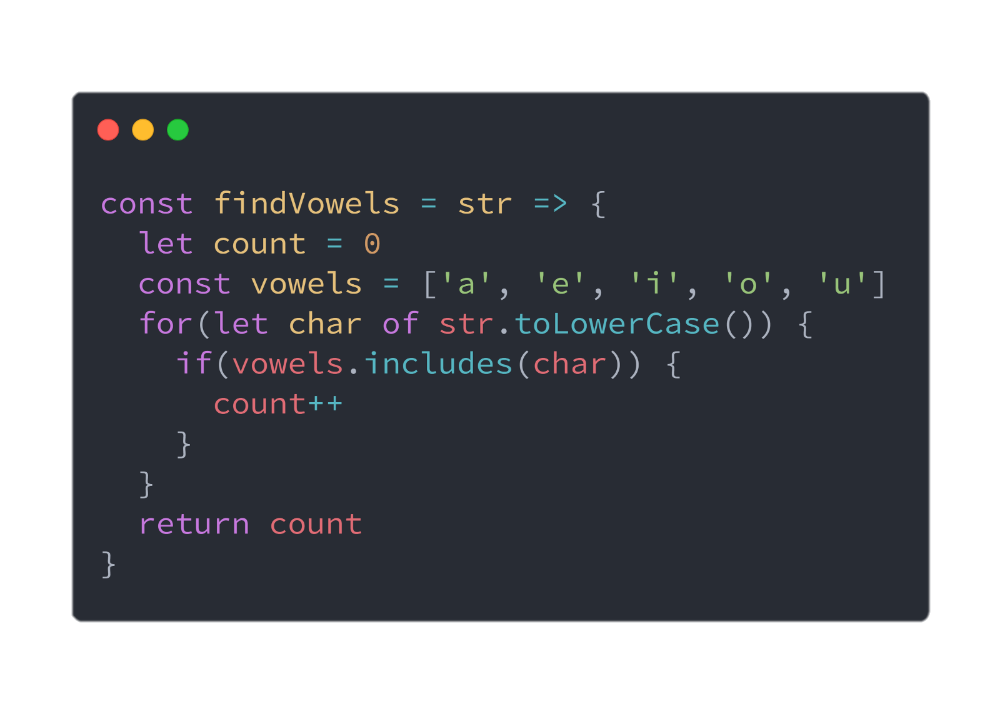 const findVowels = str => {
  let count = 0
  const vowels = ['a', 'e', 'i', 'o', 'u']
  for(let char of str.toLowerCase()) {
    if(vowels.includes(char)) {
      count++
    }
  }
  return count
}